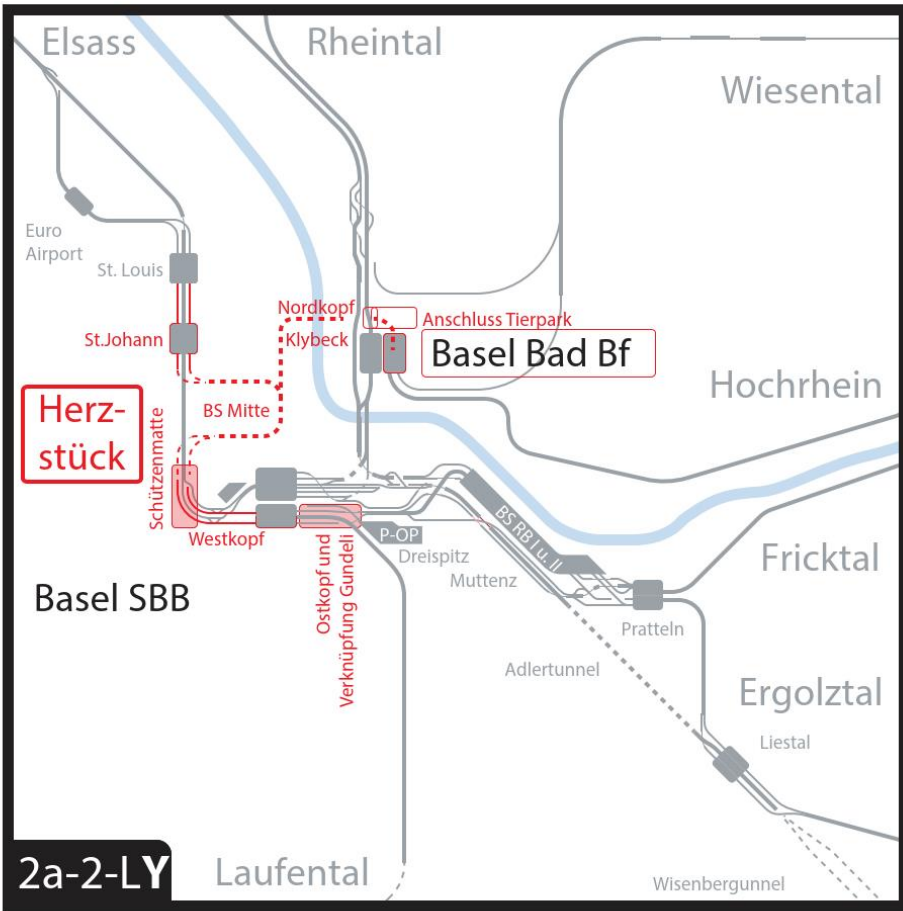 Elsass
Rheintal
Wiesental
Euro
Airport
St. Louis
Nordkopf
Anschluss Tierpark
St.Johann
Klybeck
Basel Bad Bf
Hochrhein
Herz-
stück
BS Mitte
Schützenmatte
Westkopf
P-OP
BS RB I u. II
Dreispitz
Muttenz
Fricktal
Basel SBB
Ostkopf und
Verknüpfung Gundeli
Pratteln
Adlertunnel
Ergolztal
Liestal
2a-2-LY
Laufental
Wisenbergunnel